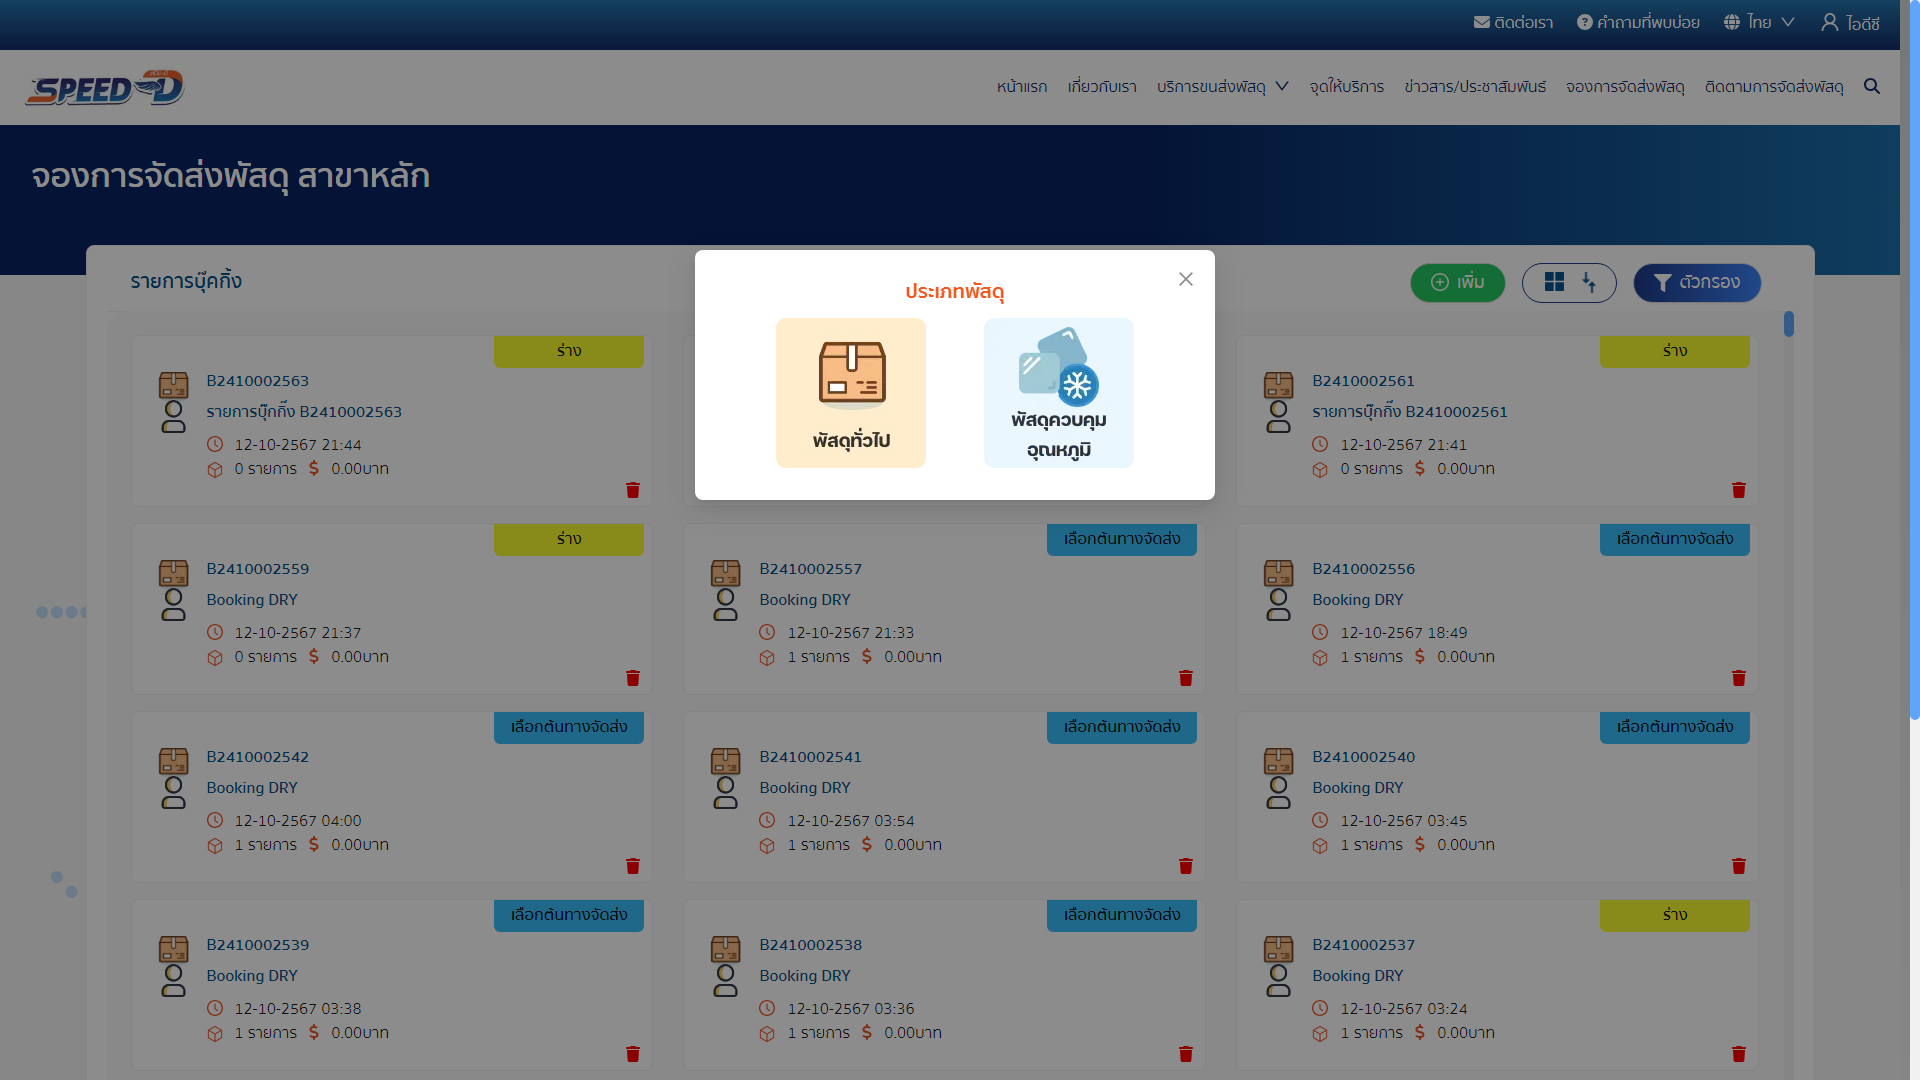 ติดต่อเรา
คำถามที่พบบ่อย
ไทย
ไอดีซี
SPEED D
หน้าแรก
เกี่ยวกับเรา
บริการขนส่งพัสดุ
จุดให้บริการ
ข่าวสาร/ประชาสัมพันธ์
จองการจัดส่งพัสดุ
ติดตามการจัดส่งพัสดุ
จองการจัดส่งพัสดุ สาขาหลัก
รายการบุ๊คกิ้ง
เพิ่ม
ตัวกรอง
ประเภทพัสดุ
พัสดุทั่วไป
พัสดุควบคุม
อุณหภูมิ
ร่าง
B2410002563
รายการบุ๊กกิ๊ง B2410002563
12-10-2567 21:44
0 รายการ $ 0.00บาท
ร่าง
B2410002561
รายการบุ๊กกิ๊ง B2410002561
12-10-2567 21:41
0 รายการ $ 0.00บาท
ร่าง
B2410002559
Booking DRY
12-10-2567 21:37
0 รายการ $ 0.00บาท
เลือกต้นทางจัดส่ง
B2410002557
Booking DRY
12-10-2567 21:33
1 รายการ $ 0.00บาท
เลือกต้นทางจัดส่ง
B2410002556
Booking DRY
12-10-2567 18:49
1 รายการ $ 0.00บาท
เลือกต้นทางจัดส่ง
B2410002542
Booking DRY
12-10-2567 04:00
1 รายการ $ 0.00บาท
เลือกต้นทางจัดส่ง
B2410002541
Booking DRY
12-10-2567 03:54
1 รายการ $ 0.00บาท
เลือกต้นทางจัดส่ง
B2410002540
Booking DRY
12-10-2567 03:45
1 รายการ $ 0.00บาท
เลือกต้นทางจัดส่ง
B2410002539
Booking DRY
12-10-2567 03:38
1 รายการ $ 0.00บาท
เลือกต้นทางจัดส่ง
B2410002538
Booking DRY
12-10-2567 03:36
1 รายการ $ 0.00บาท
ร่าง
B2410002537
Booking DRY
12-10-2567 03:24
1 รายการ $ 0.00บาท